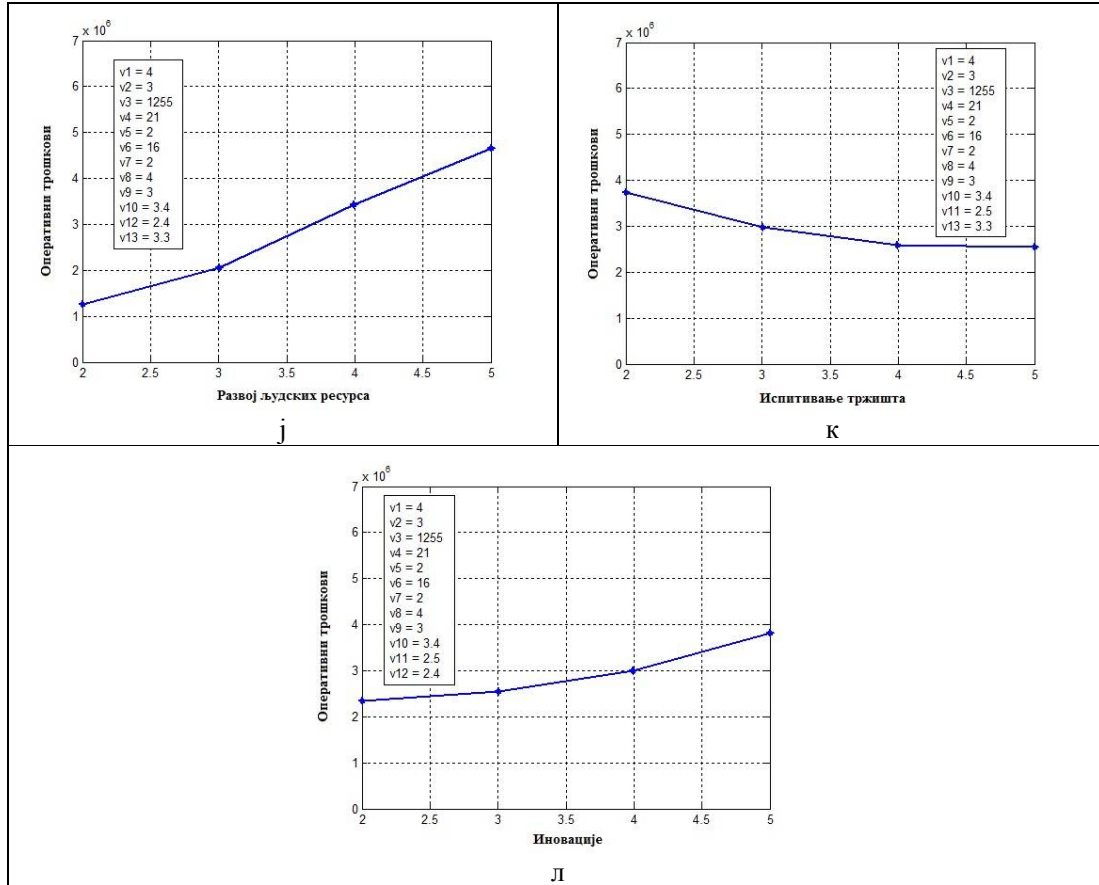 x 10⁶
7
6
5
4
3
2
1
0
Оперативни трошкови
v1 = 4
v2 = 3
v3 = 1255
v4 = 21
v5 = 2
v6 = 16
v7 = 2
v8 = 4
v9 = 3
v10 = 3.4
v12 = 2.4
v13 = 3.3
2 2.5 3 3.5 4 4.5 5
Развој људских ресурса
ј
x 10⁶
7
6
5
4
3
2
1
0
Оперативни трошкови
v1 = 4
v2 = 3
v3 = 1255
v4 = 21
v5 = 2
v6 = 16
v7 = 2
v8 = 4
v9 = 3
v10 = 3.4
v11 = 2.5
v13 = 3.3
2 2.5 3 3.5 4 4.5 5
Испитивање тржишта
к
x 10⁶
7
6
5
4
3
2
1
0
Оперативни трошкови
v1 = 4
v2 = 3
v3 = 1255
v4 = 21
v5 = 2
v6 = 16
v7 = 2
v8 = 4
v9 = 3
v10 = 3.4
v11 = 2.5
v12 = 2.4
2 2.5 3 3.5 4 4.5 5
Иновације
л